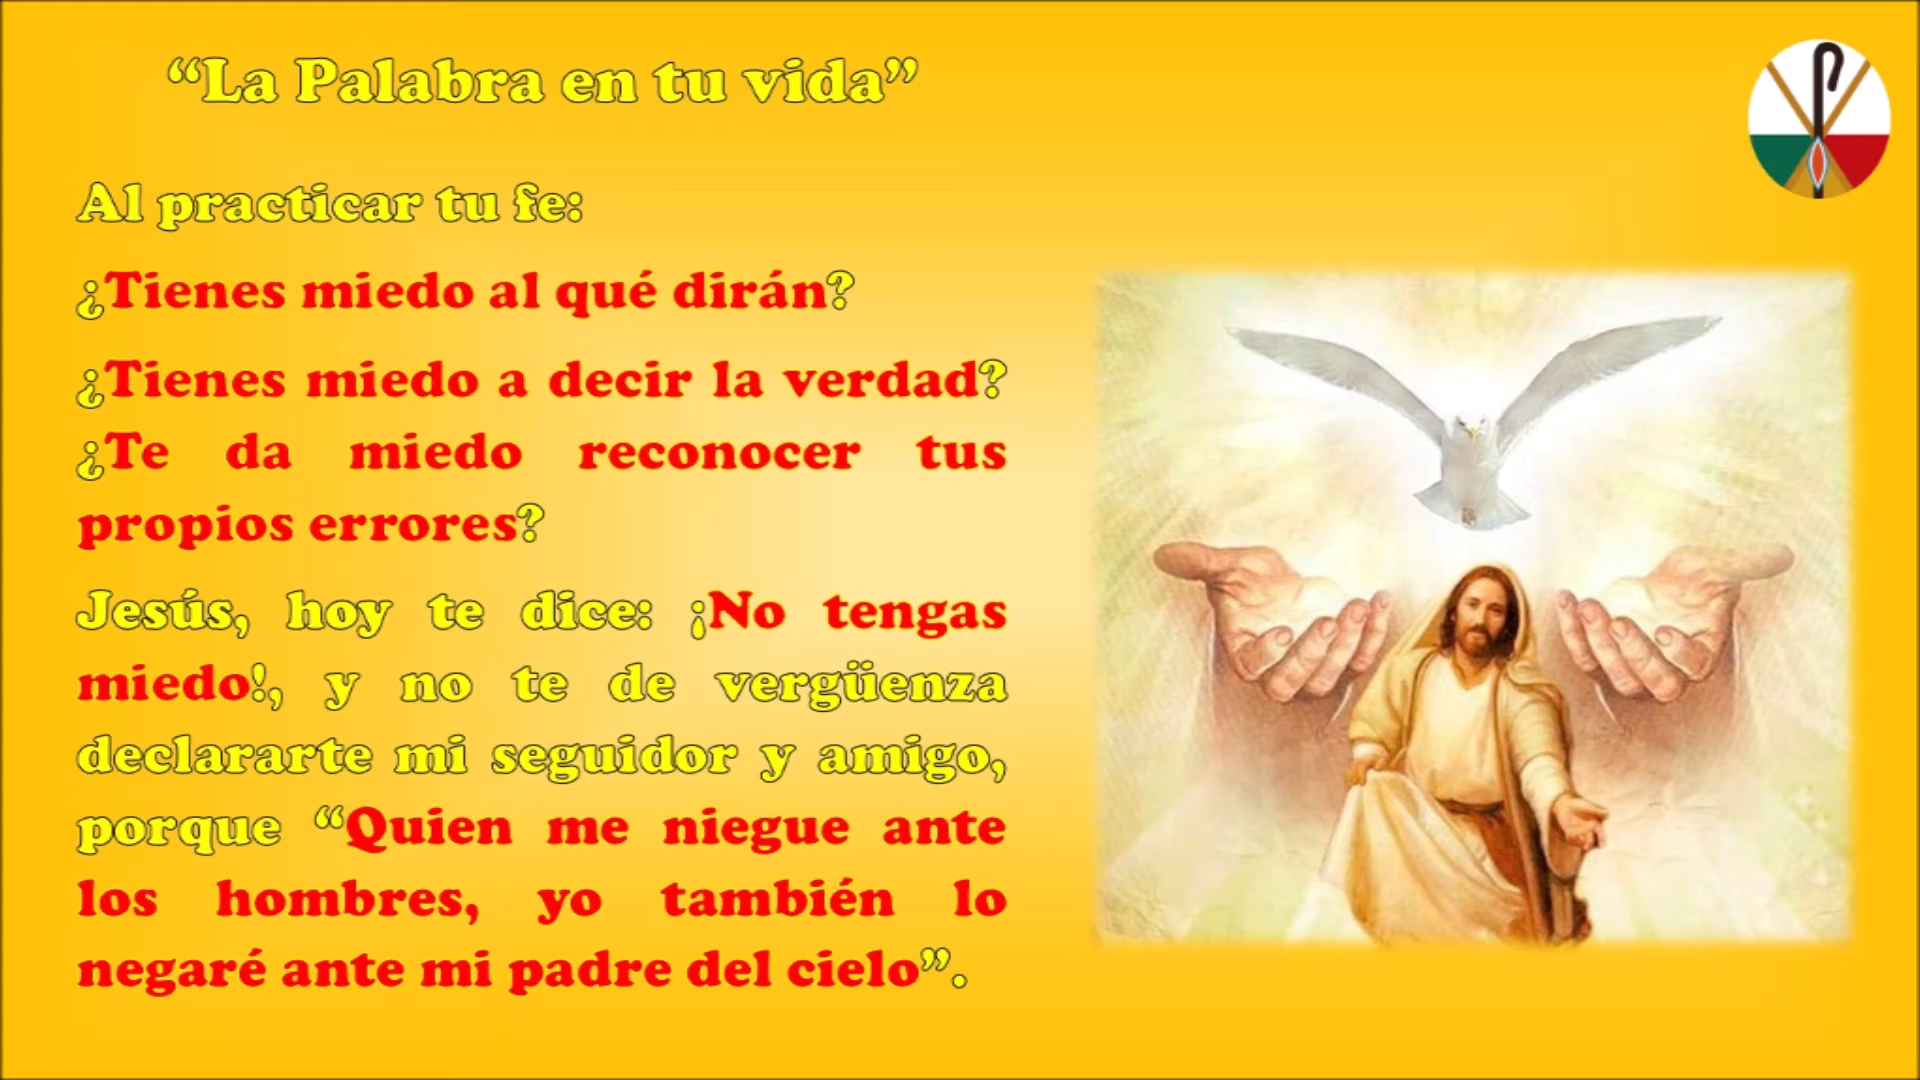 “La Palabra en tu vida”
Al practicar tu fe:
¿Tienes miedo al qué dirán?
¿Tienes miedo a decir la verdad?
¿Te da miedo reconocer tus
propios errores?
Jesús, hoy te dice: ¡No tengas
miedo!, y no te de vergüenza
declararte mi seguidor y amigo,
porque “Quien me niegue ante
los hombres, yo también lo
negaré ante mi padre del cielo”.